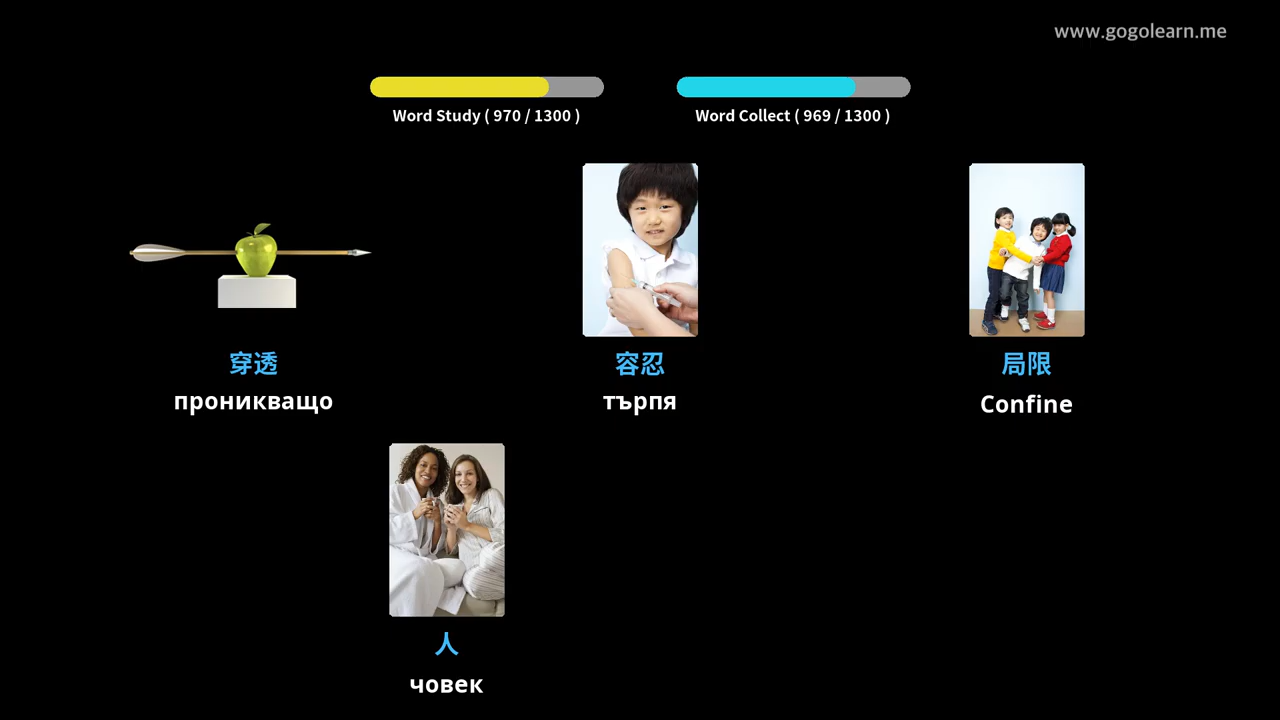 www.gogolearn.me
Word Study ( 970 / 1300 )
Word Collect ( 969 / 1300 )
穿透
проникващо
容忍
търпя
局限
Confine
人
човек